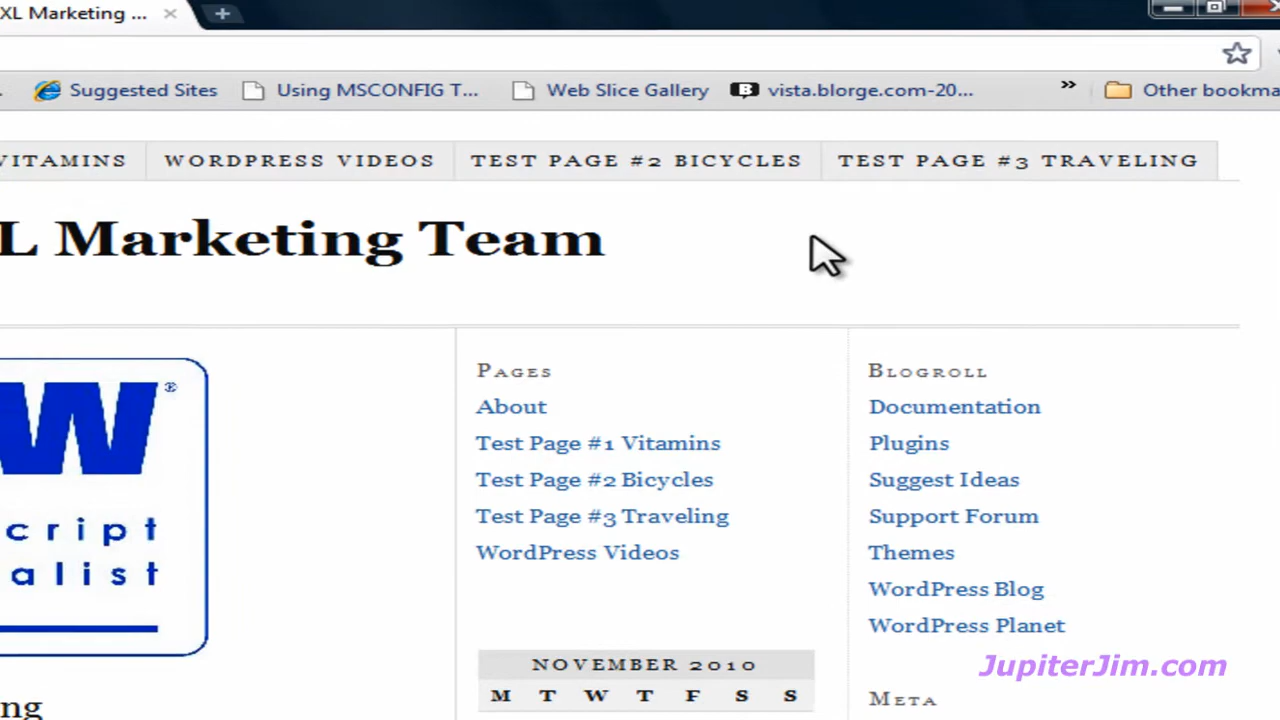 XL Marketing ...
Suggested Sites
Using MSCONFIG T...
Web Slice Gallery
vista.blorge.com-20...
»
Other bookma
VITAMINS
WORDPRESS VIDEOS
TEST PAGE #2 BICYCLES
TEST PAGE #3 TRAVELING
L Marketing Team
W®
cript
alist
ng
Pages
About
Test Page #1 Vitamins
Test Page #2 Bicycles
Test Page #3 Traveling
WordPress Videos
NOVEMBER 2010
M T W T F S S
Blogroll
Documentation
Plugins
Suggest Ideas
Support Forum
Themes
WordPress Blog
WordPress Planet
JupiterJim.com
Meta